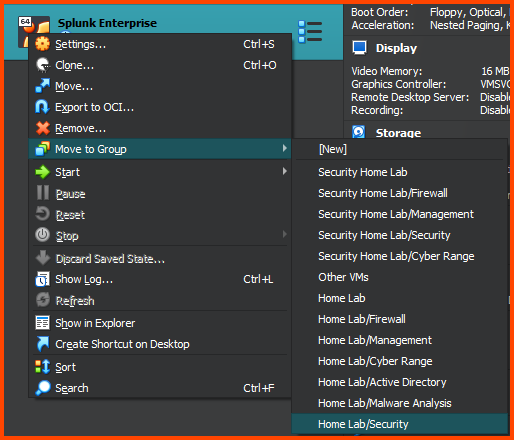 64
Splunk Enterprise
Boot Order: Floppy, Optical,
Acceleration: Nested Paging,
Display
Video Memory: 16 MB
Graphics Controller: VMSV
Remote Desktop Server: Disable
Recording: Disable
Storage
Settings... Ctrl+S
Clone... Ctrl+O
Move...
Export to OCI...
Remove...
Move to Group
Start
Pause
Reset
Stop
Discard Saved State...
Show Log... Ctrl+L
Refresh
Show in Explorer
Create Shortcut on Desktop
Sort
Search Ctrl+F
[New]
Security Home Lab
Security Home Lab/Firewall
Security Home Lab/Management
Security Home Lab/Security
Security Home Lab/Cyber Range
Other VMs
Home Lab
Home Lab/Firewall
Home Lab/Management
Home Lab/Cyber Range
Home Lab/Active Directory
Home Lab/Malware Analysis
Home Lab/Security